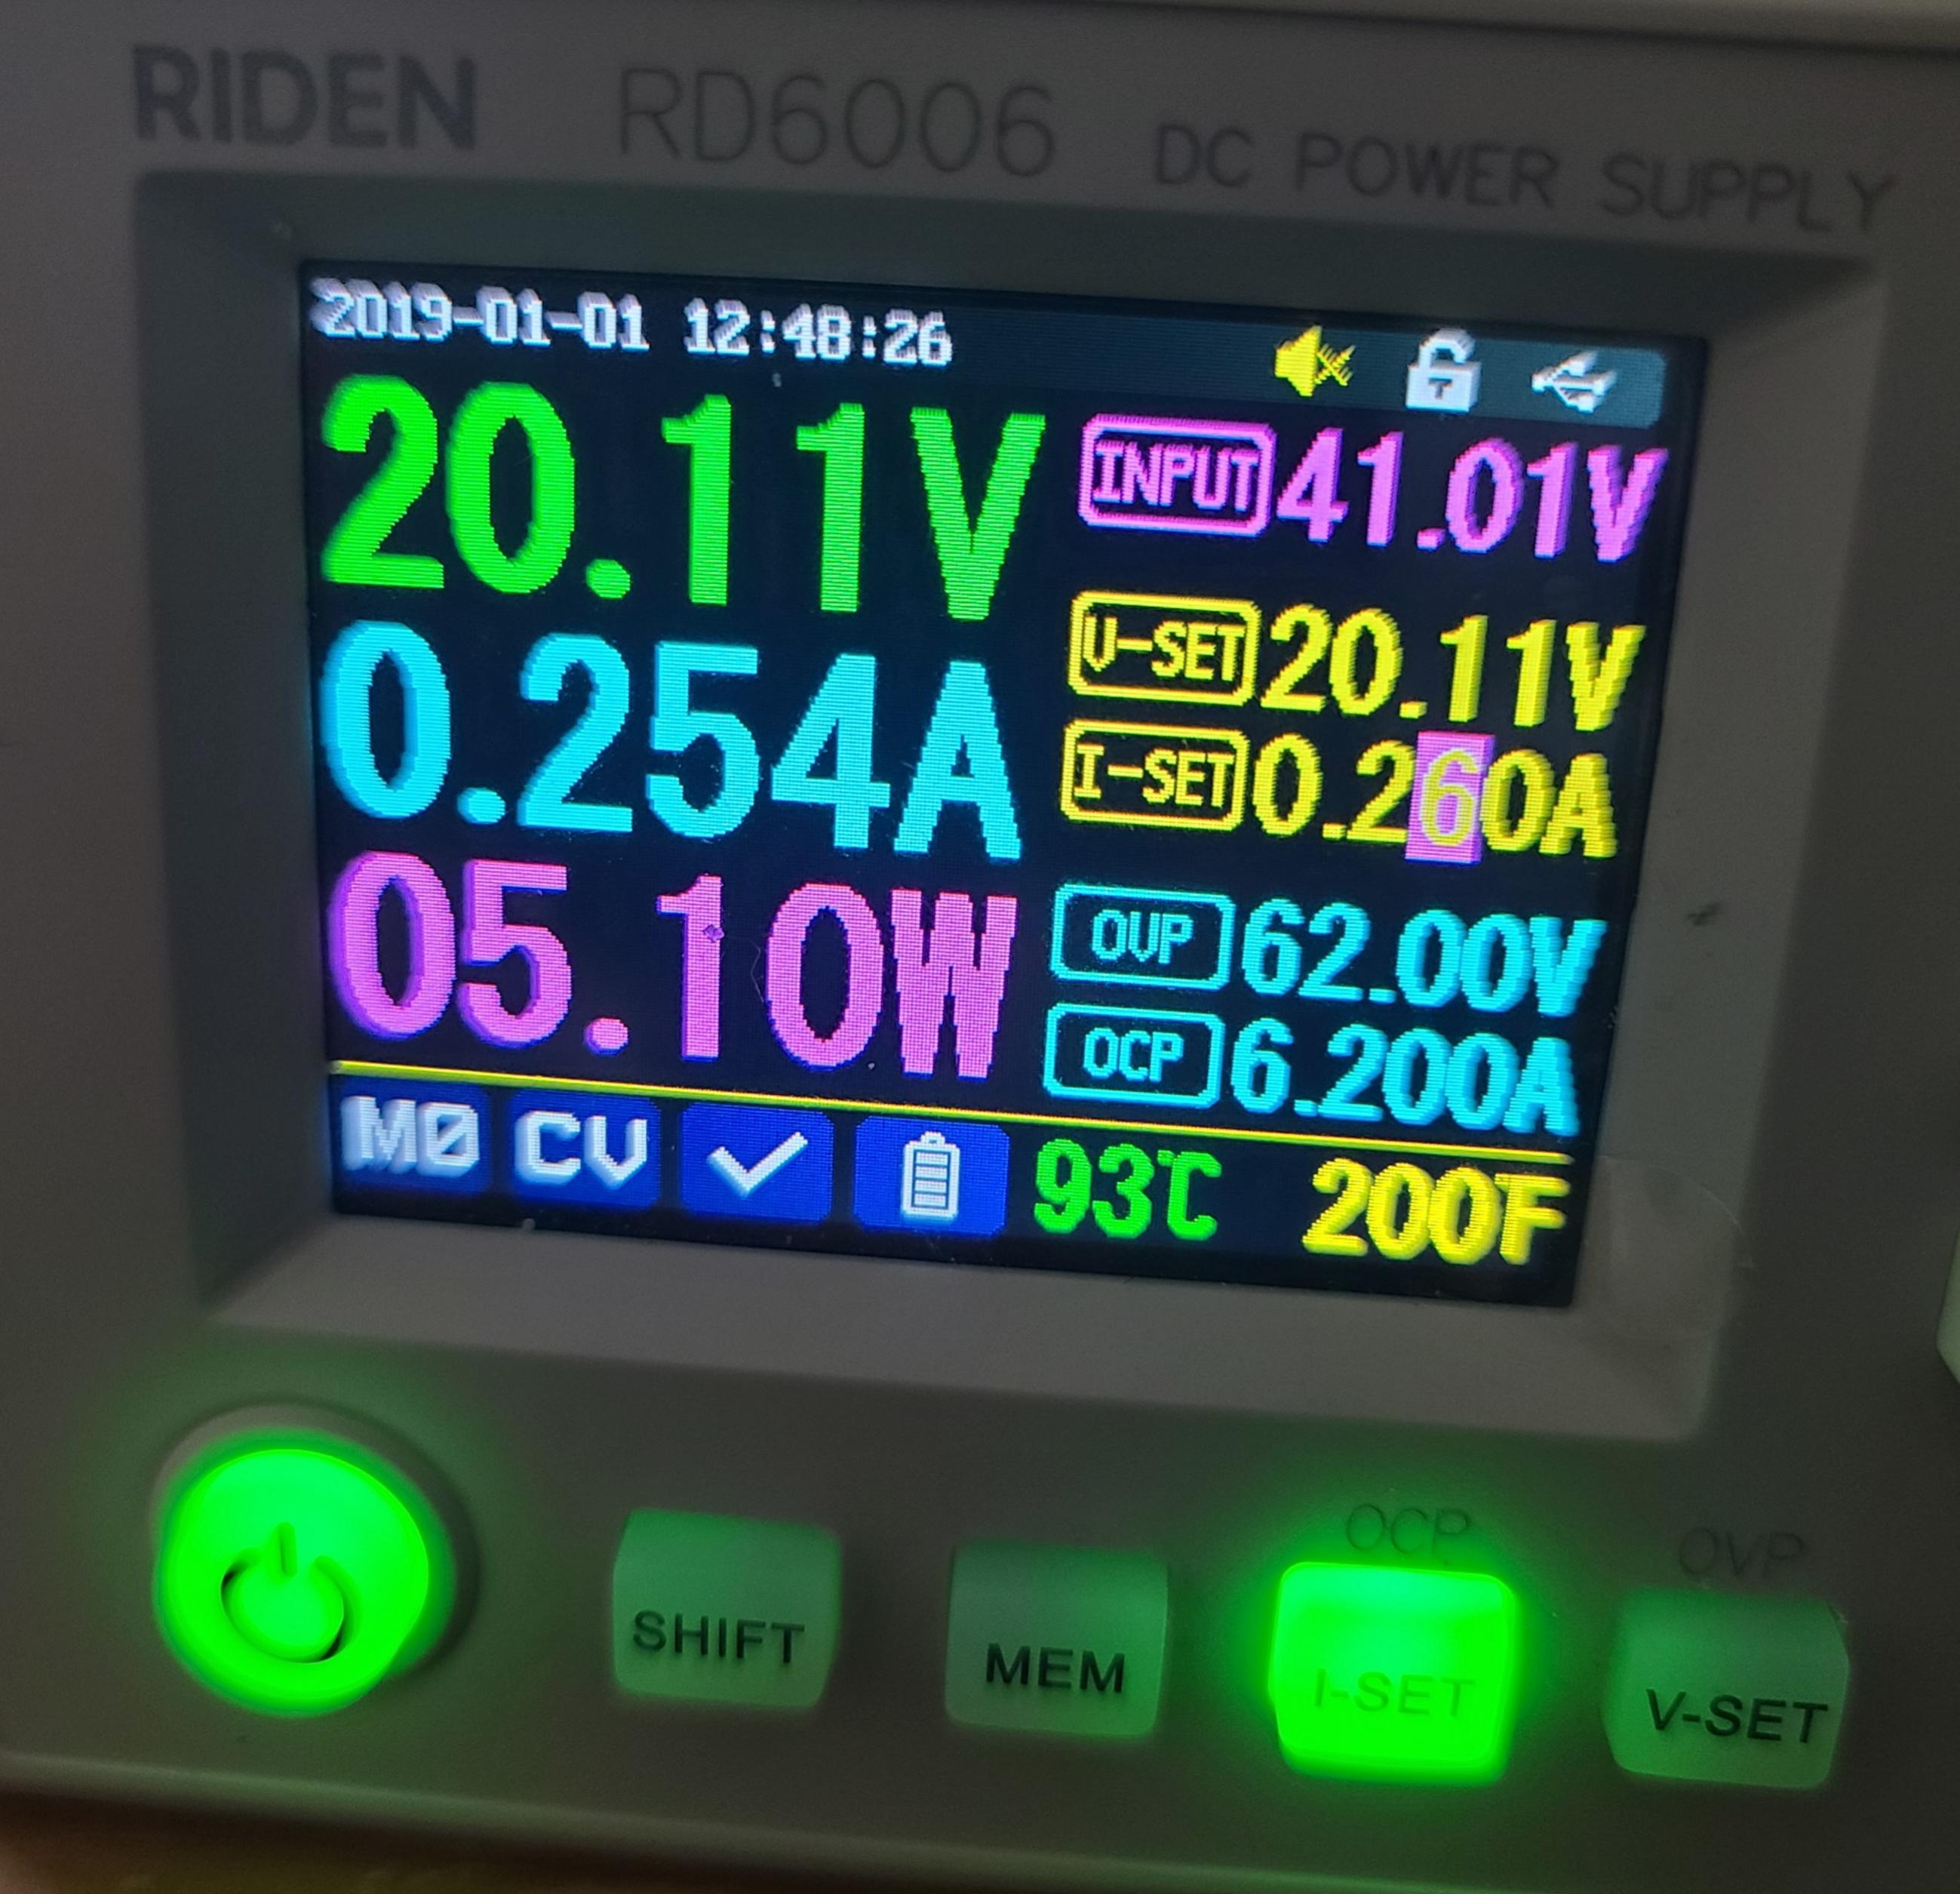 RIDEN RD6006 DC POWER SUPPLY
2019-01-01 12:48:26
20.11V
INPUT 41.01V
V-SET 20.11V
0.254A
I-SET 0.260A
05.10W
OVP 62.00V
OCP 6.200A
M0 CV 93℃ 200℉
OCP OVP
SHIFT MEM I-SET V-SET